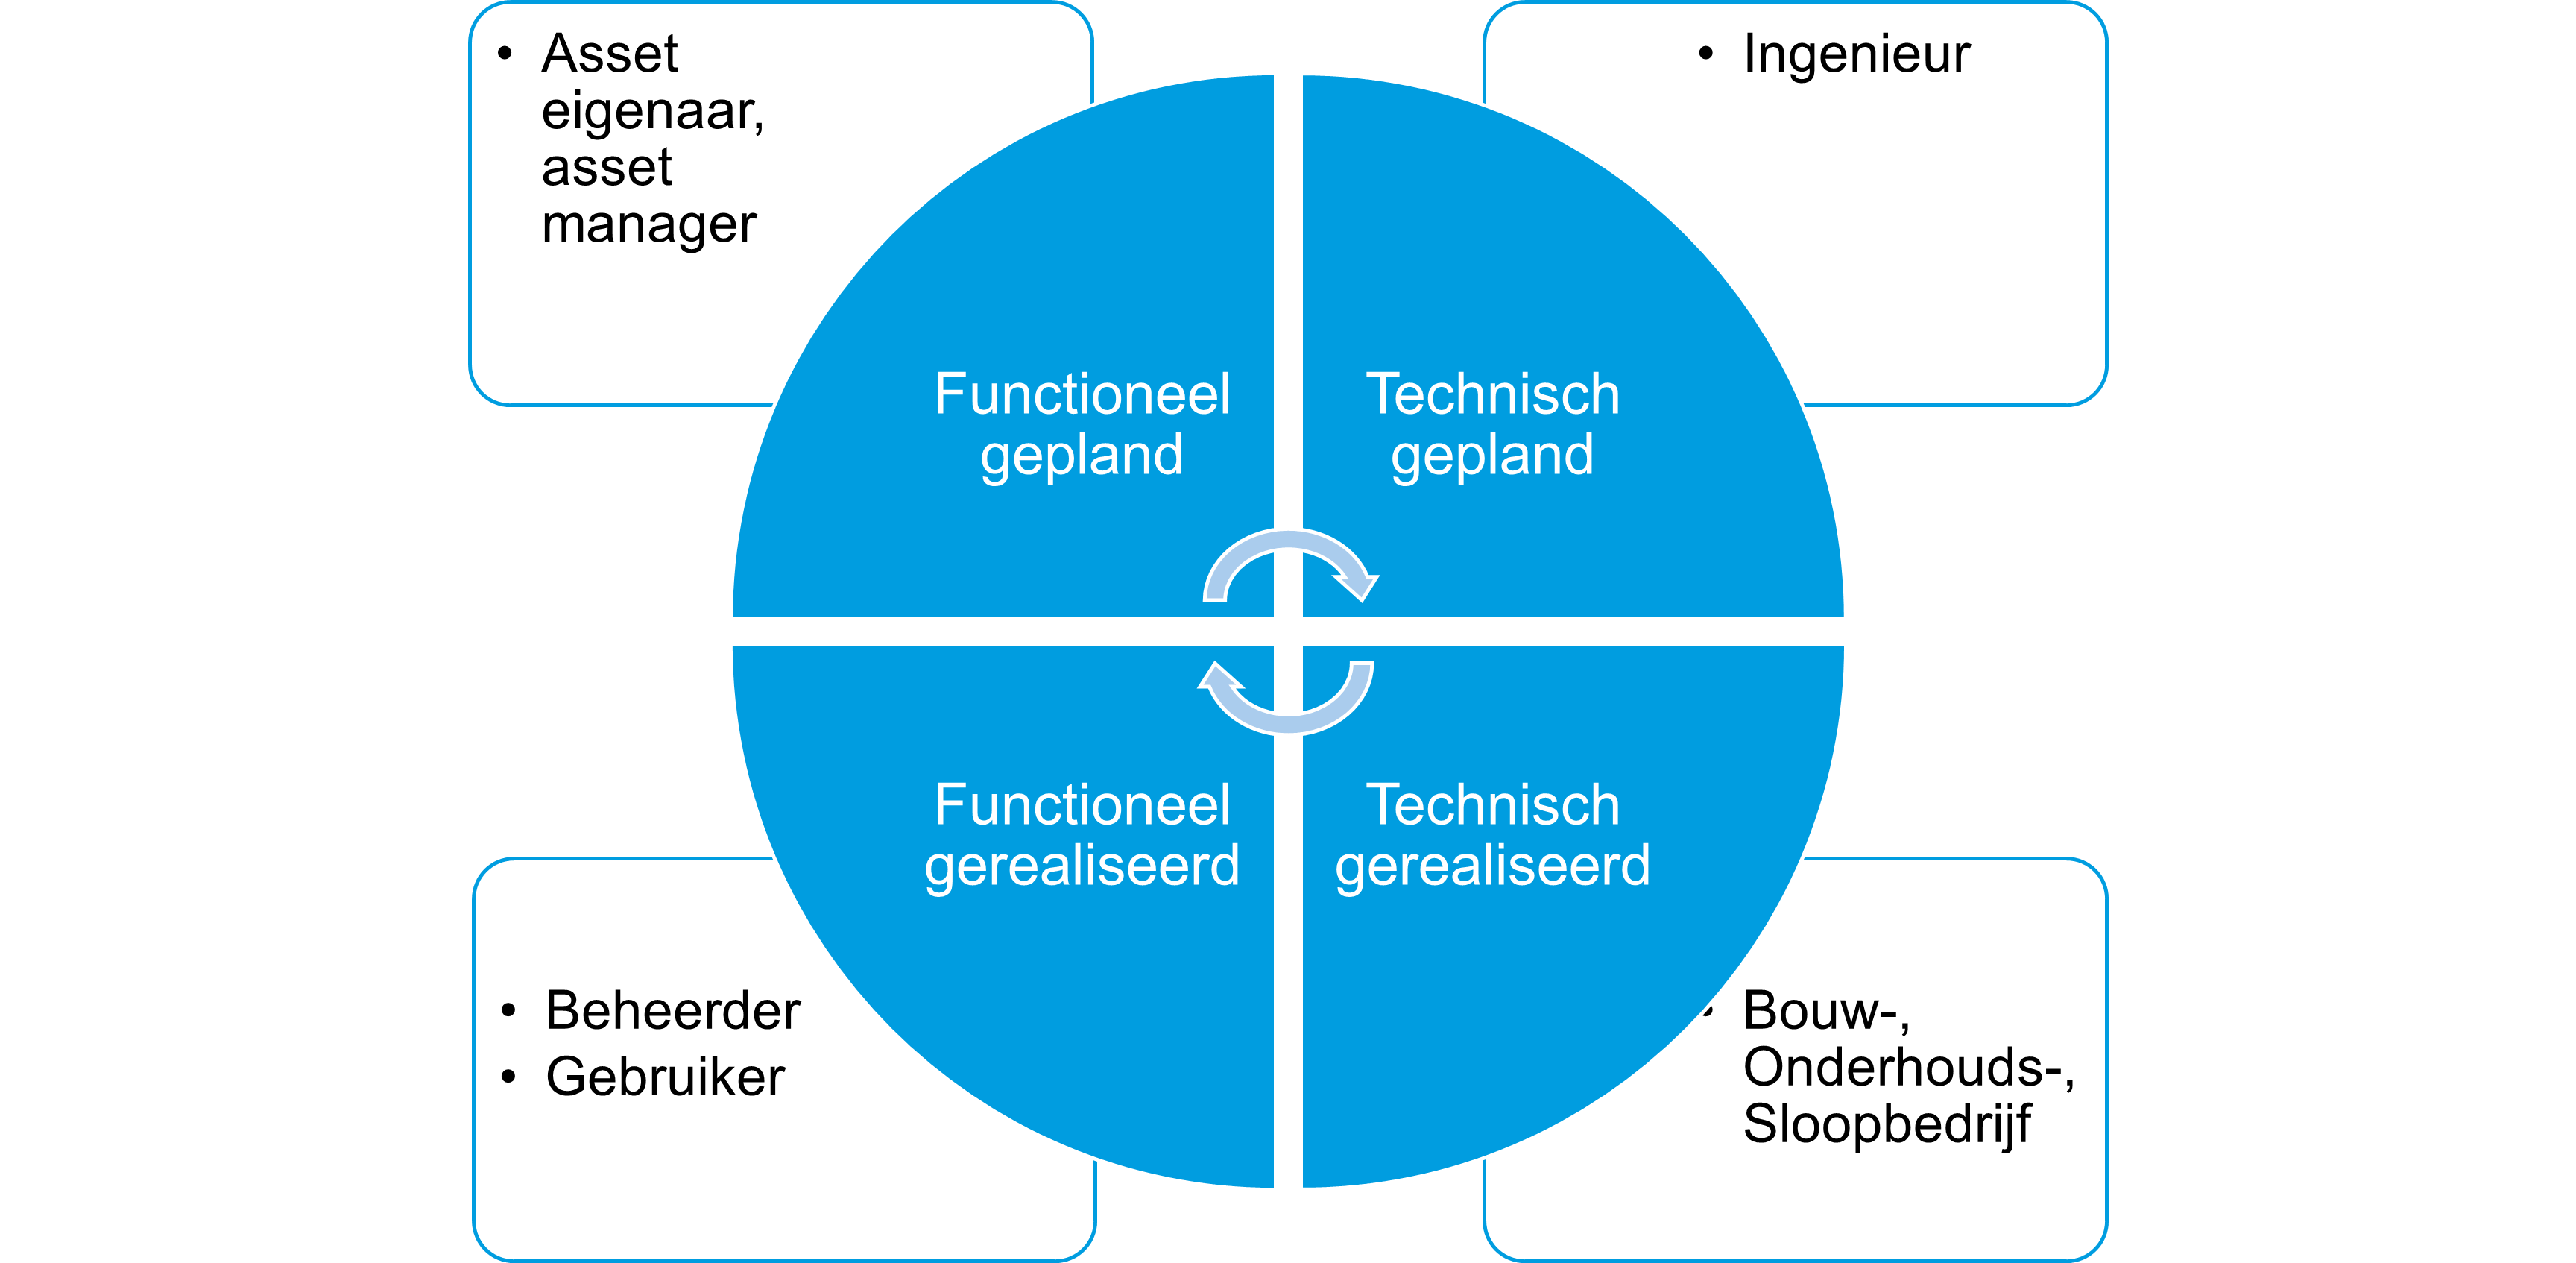 • Asset
eigenaar,
asset
manager
• Ingenieur
Functioneel
gepland
Technisch
gepland
Functioneel
gerealiseerd
Technisch
gerealiseerd
• Beheerder
• Gebruiker
• Bouw-,
Onderhouds-,
Sloopbedrijf